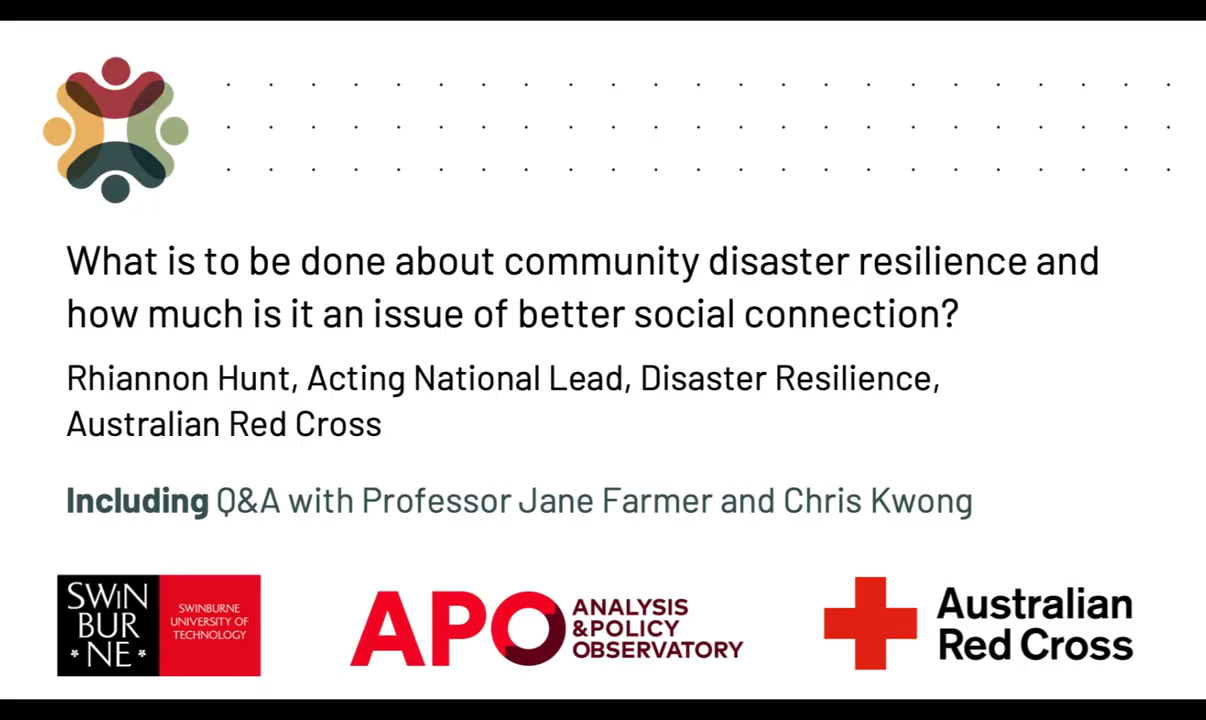 What is to be done about community disaster resilience and
how much is it an issue of better social connection?
Rhiannon Hunt, Acting National Lead, Disaster Resilience,
Australian Red Cross
Including Q&A with Professor Jane Farmer and Chris Kwong
SWiN
BUR
*NE*
SWINBURNE
UNIVERSITY OF
TECHNOLOGY
APO
ANALYSIS
&POLICY
OBSERVATORY
Australian
Red Cross